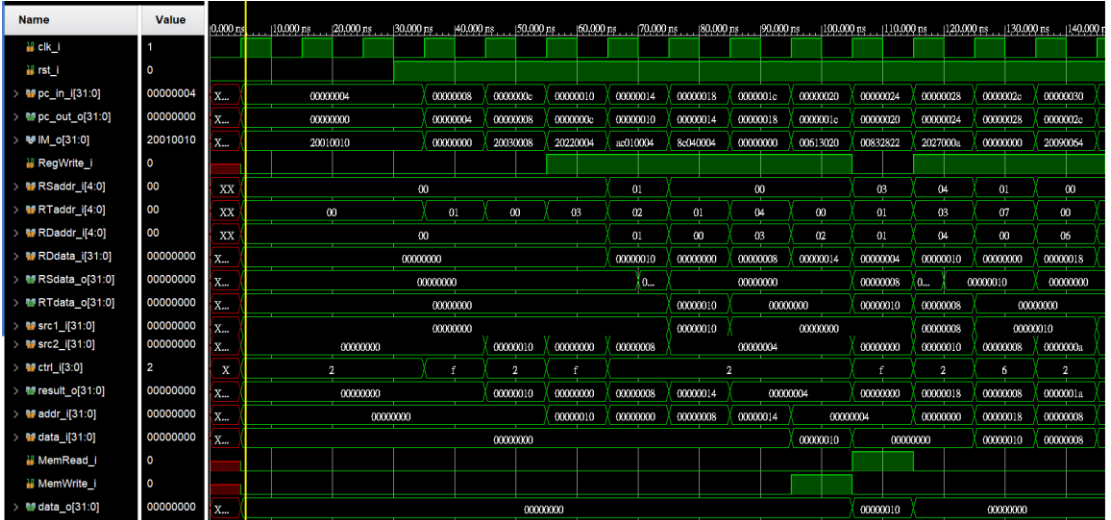 Name Value
0.000 ns 10.000 ns 20.000 ns 30.000 ns 40.000 ns 50.000 ns 60.000 ns 70.000 ns 80.000 ns 90.000 ns 100.000 ns 110.000 ns 120.000 ns 130.000 ns 140.000 r
clk_i 1
rst_i 0
pc_in_i[31:0] 00000004 X... 00000004 00000008 0000000c 00000010 00000014 00000018 0000001c 00000020 00000024 00000028 0000002c 00000030
pc_out_o[31:0] 00000000 X... 00000000 00000004 00000008 0000000c 00000010 00000014 00000018 0000001c 00000020 00000024 00000028 0000002c
IM_o[31:0] 20010010 X... 20010010 00000000 20030008 20220004 ac010004 8c040004 00000000 00613020 00832822 2027000a 00000000 20090064
RegWrite_i 0
RSaddr_i[4:0] 00 XX 00 01 00 03 04 01 00
RTaddr_i[4:0] 00 XX 00 01 00 03 02 01 04 00 01 03 07 00
RDaddr_i[4:0] 00 XX 00 01 00 03 02 01 04 00 06
RDdata_i[31:0] 00000000 X... 00000000 00000010 00000000 00000008 00000014 00000004 00000010 00000000 00000018
RSdata_o[31:0] 00000000 X... 00000000 0... 00000000 00000008 0... 00000010 00000000
RTdata_o[31:0] 00000000 X... 00000000 00000010 00000000 00000010 00000008 00000000
src1_i[31:0] 00000000 X... 00000000 00000010 00000000 00000008 00000010
src2_i[31:0] 00000000 X... 00000000 00000010 00000000 00000008 00000004 00000000 00000010 00000008 0000000a
ctrl_i[3:0] 2 X 2 f 2 f 2 f 2 6 2
result_o[31:0] 00000000 X... 00000000 00000010 00000000 00000008 00000014 00000004 00000000 00000018 00000008 0000001a
addr_i[31:0] 00000000 X... 00000000 00000010 00000000 00000008 00000014 00000004 00000000 00000018 00000008
data_i[31:0] 00000000 X... 00000000 00000010 00000000 00000010 00000008
MemRead_i 0
MemWrite_i 0
data_o[31:0] 00000000 X... 00000000 00000010 00000000